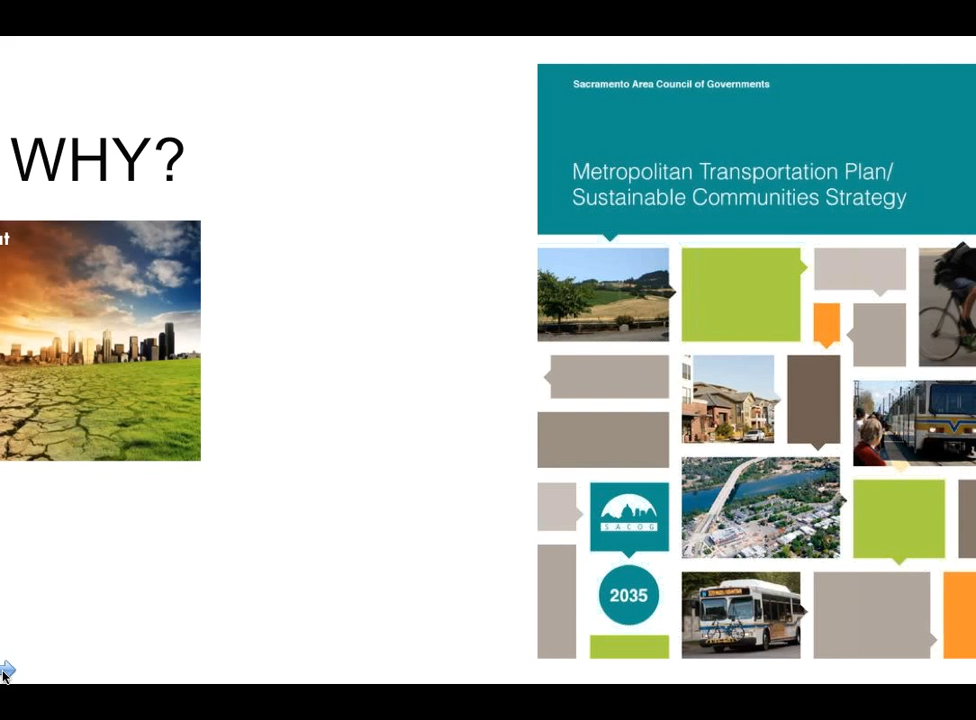 WHY?
Sacramento Area Council of Governments
Metropolitan Transportation Plan/
Sustainable Communities Strategy
SACOG
2035